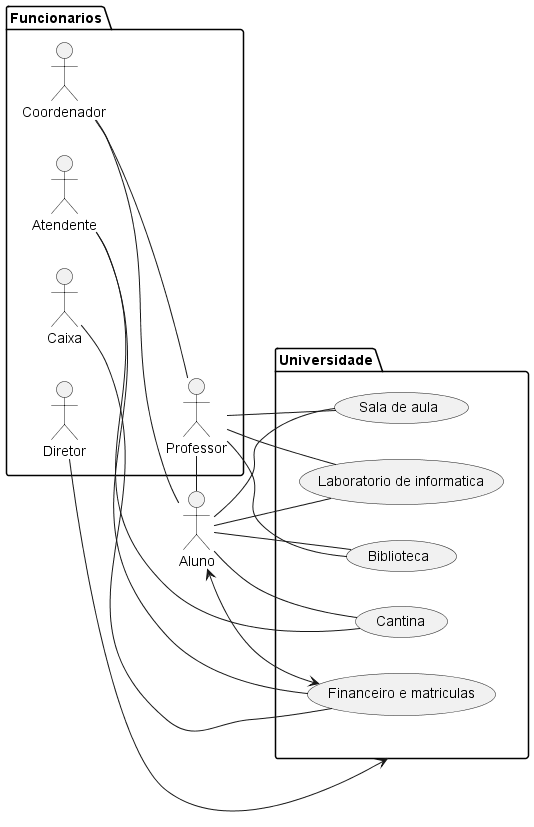 Funcionarios
Coordenador
Atendente
Caixa
Diretor
Professor
Aluno
Universidade
Sala de aula
Laboratorio de informatica
Biblioteca
Cantina
Financeiro e matriculas